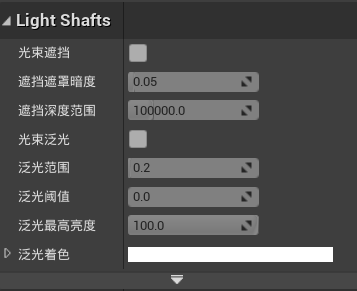 Light Shafts
光束遮挡
遮挡遮罩暗度 0.05
遮挡深度范围 100000.0
光束泛光
泛光范围 0.2
泛光阈值 0.0
泛光最高亮度 100.0
泛光着色